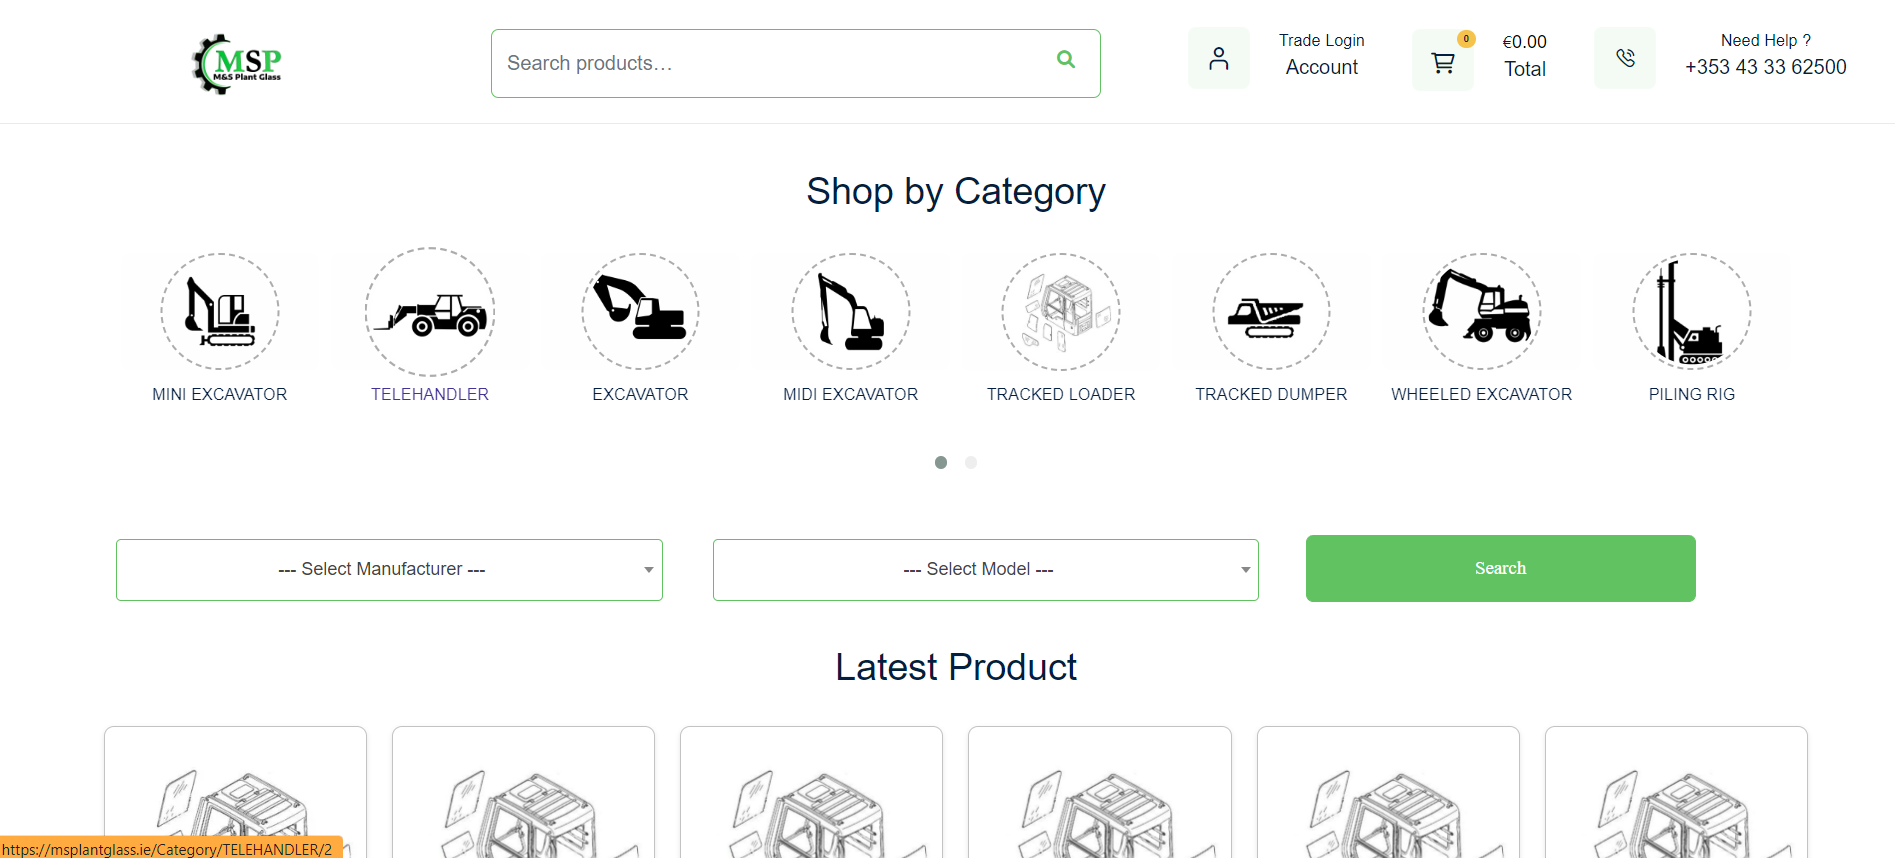 MSP
M&S Plant Glass
Search products...
Trade Login
Account
0
€0.00
Total
Need Help ?
+353 43 33 62500
Shop by Category
MINI EXCAVATOR
TELEHANDLER
EXCAVATOR
MIDI EXCAVATOR
TRACKED LOADER
TRACKED DUMPER
WHEELED EXCAVATOR
PILING RIG
--- Select Manufacturer ---
--- Select Model ---
Search
Latest Product
https://msplantglass.ie/Category/TELEHANDLER/2